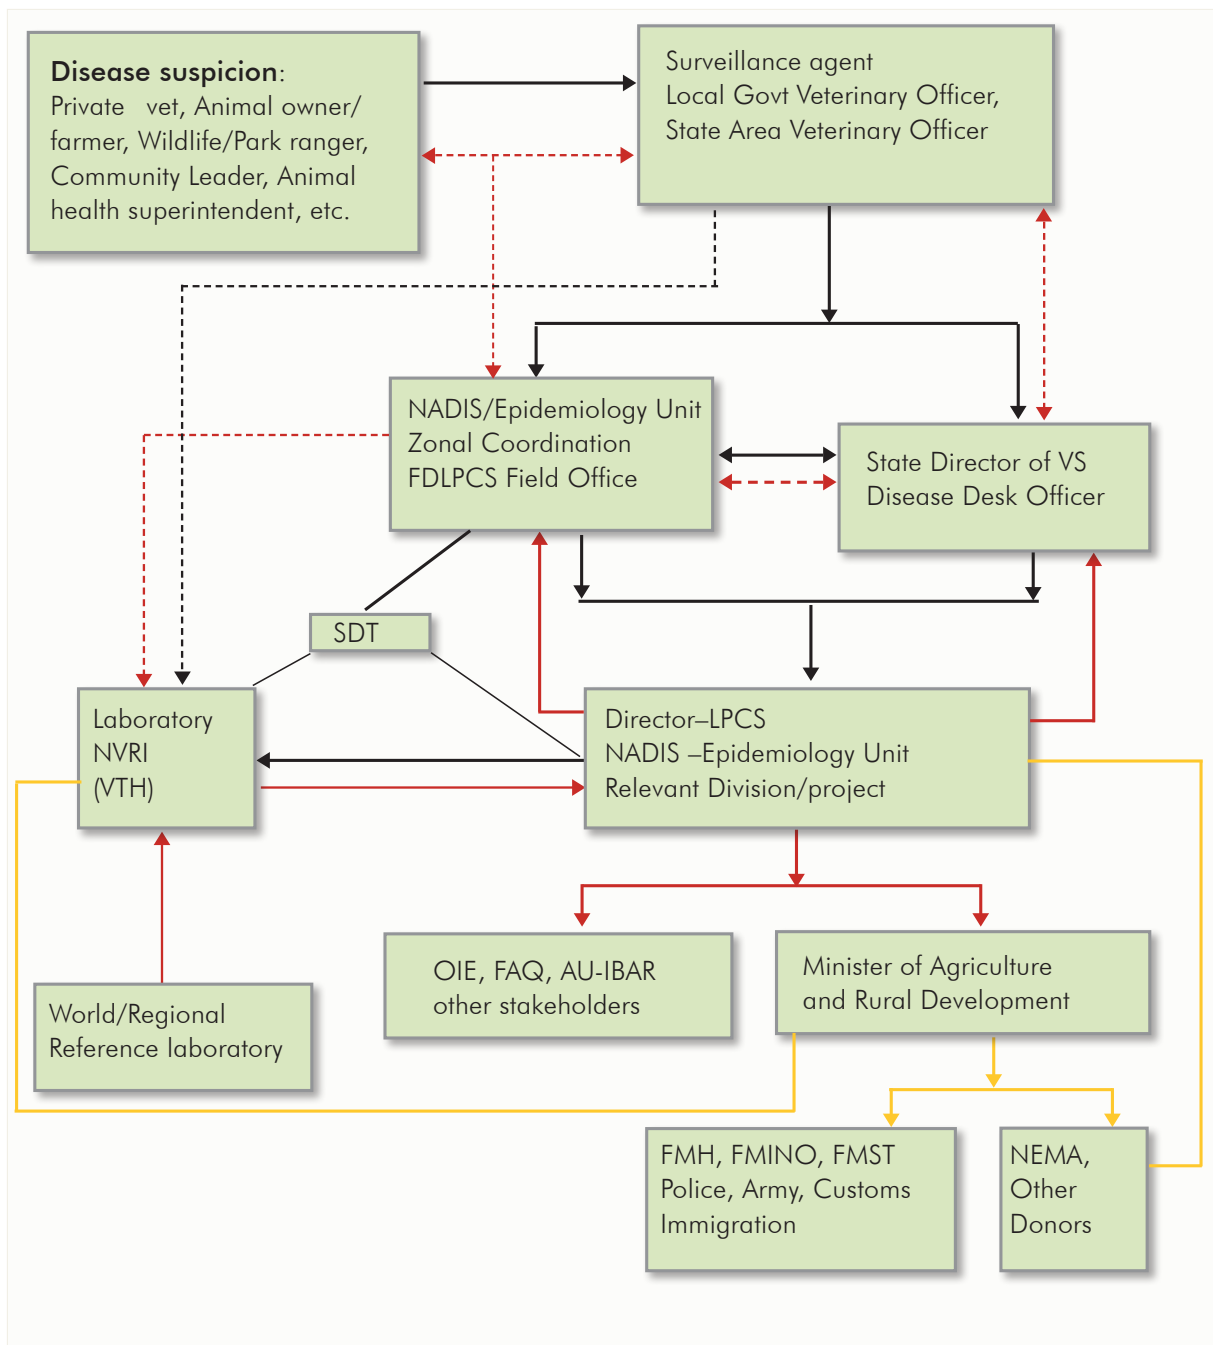 Disease suspicion:
Private vet, Animal owner/
farmer, Wildlife/Park ranger,
Community Leader, Animal
health superintendent, etc.
Surveillance agent
Local Govt Veterinary Officer,
State Area Veterinary Officer
NADIS/Epidemiology Unit
Zonal Coordination
FDLPCS Field Office
State Director of VS
Disease Desk Officer
SDT
Laboratory
NVRI
(VTH)
Director–LPCS
NADIS –Epidemiology Unit
Relevant Division/project
World/Regional
Reference laboratory
OIE, FAQ, AU-IBAR
other stakeholders
Minister of Agriculture
and Rural Development
FMH, FMINO, FMST
Police, Army, Customs
Immigration
NEMA,
Other
Donors